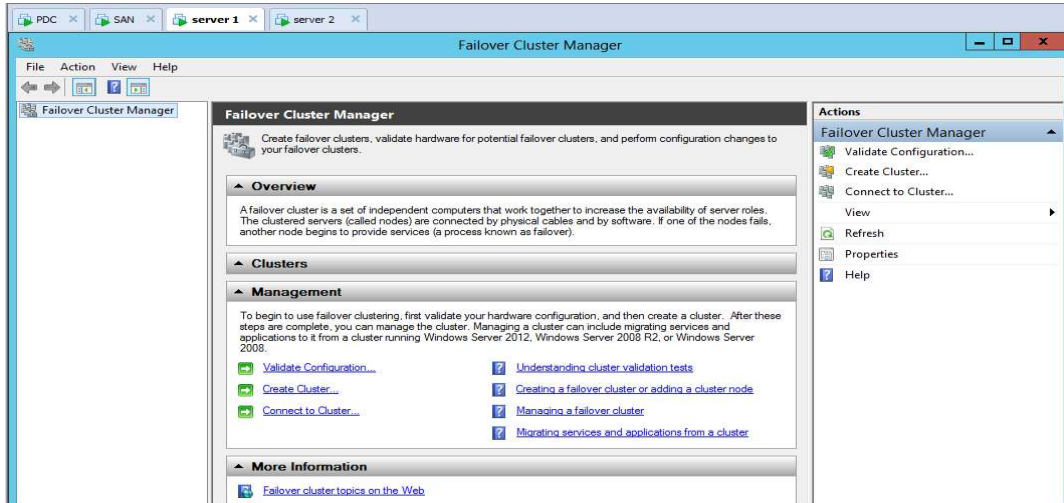 PDC
SAN
server 1
server 2
Failover Cluster Manager
File Action View Help
Failover Cluster Manager
Failover Cluster Manager
Create failover clusters, validate hardware for potential failover clusters, and perform configuration changes to
your failover clusters.
Overview
A failover cluster is a set of independent computers that work together to increase the availability of server roles.
The clustered servers (called nodes) are connected by physical cables and by software. If one of the nodes fails,
another node begins to provide services (a process known as failover).
Clusters
Management
To begin to use failover clustering, first validate your hardware configuration, and then create a cluster. After these
steps are complete, you can manage the cluster. Managing a cluster can include migrating services and
applications to it from a cluster running Windows Server 2012, Windows Server 2008 R2, or Windows Server
2008.
Validate Configuration...
Understanding cluster validation tests
Create Cluster...
Creating a failover cluster or adding a cluster node
Connect to Cluster...
Managing a failover cluster
Migrating services and applications from a cluster
More Information
Failover cluster topics on the Web
Actions
Failover Cluster Manager
Validate Configuration...
Create Cluster...
Connect to Cluster...
View
Refresh
Properties
Help